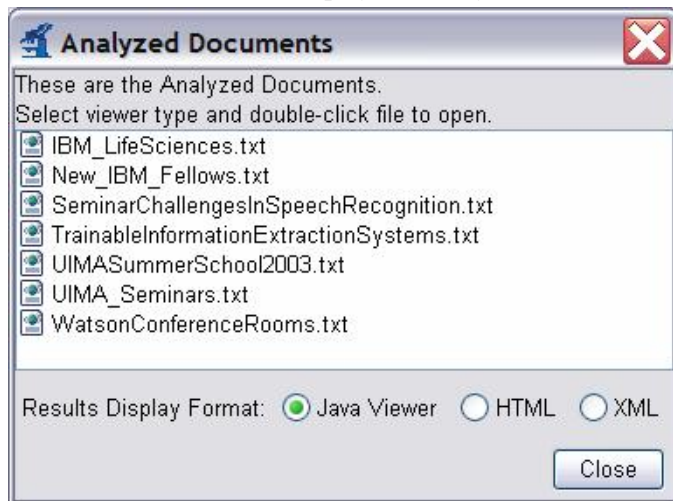 Analyzed Documents
These are the Analyzed Documents.
Select viewer type and double-click file to open.
IBM_LifeSciences.txt
New_IBM_Fellows.txt
SeminarChallengesInSpeechRecognition.txt
TrainableInformationExtractionSystems.txt
UIMASummerSchool2003.txt
UIMA_Seminars.txt
WatsonConferenceRooms.txt
Results Display Format: Java Viewer HTML XML
Close